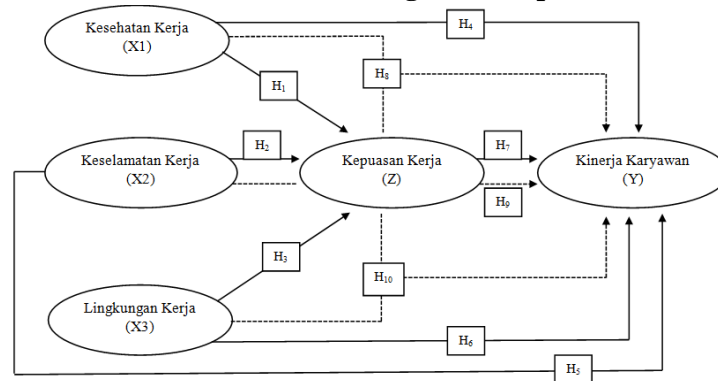 Kesehatan Kerja
(X1)
H₄
H₈
H₁
Keselamatan Kerja
(X2)
H₂
Kepuasan Kerja
(Z)
H₇
H₉
Kinerja Karyawan
(Y)
H₃
H₁₀
Lingkungan Kerja
(X3)
H₆
H₅